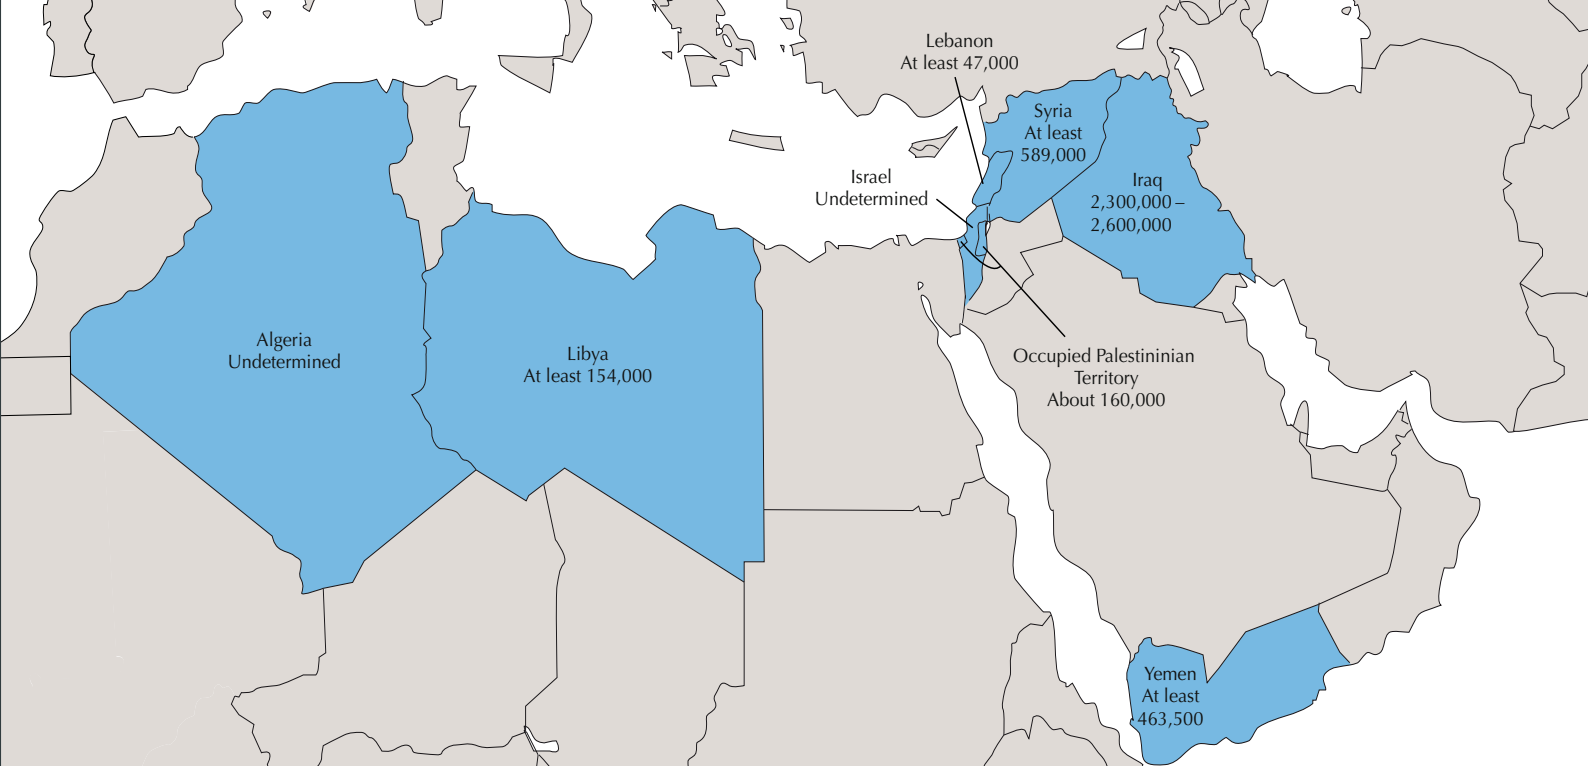 Lebanon
At least 47,000
Syria
At least
589,000
Israel
Undetermined
Iraq
2,300,000 –
2,600,000
Algeria
Undetermined
Libya
At least 154,000
Occupied Palestininian
Territory
About 160,000
Yemen
At least
463,500